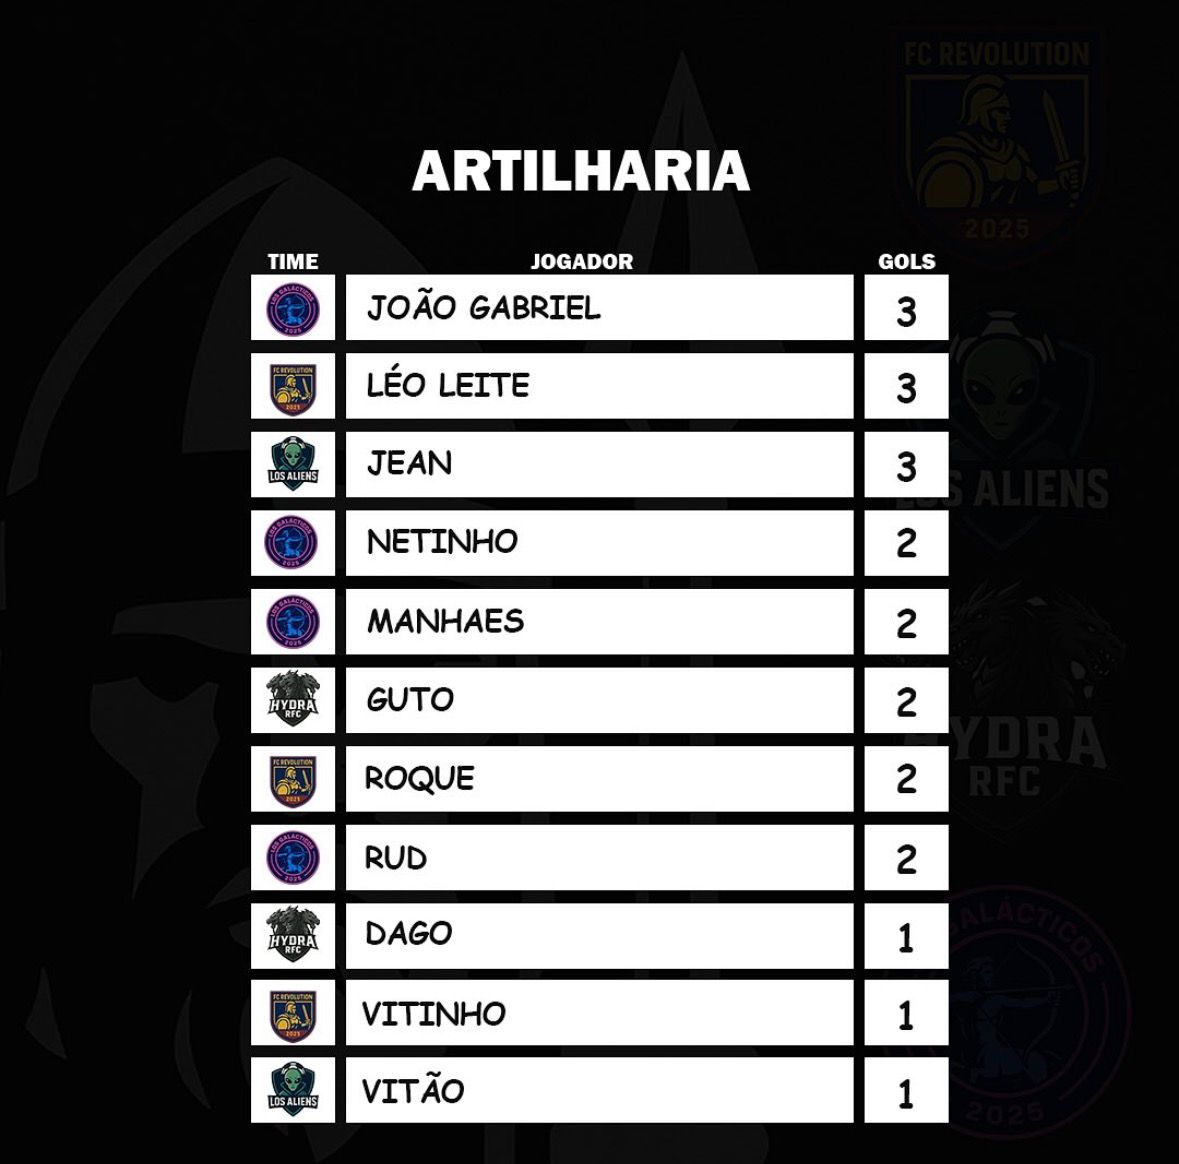 FC REVOLUTION
2025
ARTILHARIA
TIME JOGADOR GOLS
LOS GALÁCTICOS 2025 JOÃO GABRIEL 3
FC REVOLUTION 2025 LÉO LEITE 3
LOS ALIENS JEAN 3
LOS GALÁCTICOS 2025 NETINHO 2
LOS GALÁCTICOS 2025 MANHAES 2
HYDRA RFC GUTO 2
FC REVOLUTION 2025 ROQUE 2
LOS GALÁCTICOS 2025 RUD 2
HYDRA RFC DAGO 1
FC REVOLUTION 2025 VITINHO 1
LOS ALIENS VITÃO 1
LOS ALIENS
HYDRA
RFC
GALÁCTICOS
2025